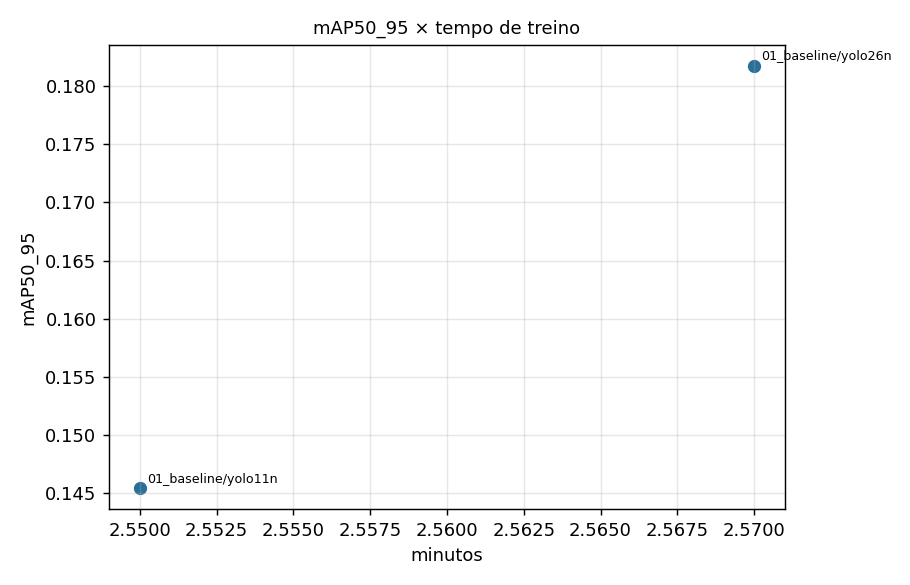 mAP50_95 × tempo de treino
01_baseline/yolo26n
0.180
0.175
0.170
0.165
0.160
0.155
0.150
0.145
mAP50_95
01_baseline/yolo11n
2.5500 2.5525 2.5550 2.5575 2.5600 2.5625 2.5650 2.5675 2.5700
minutos